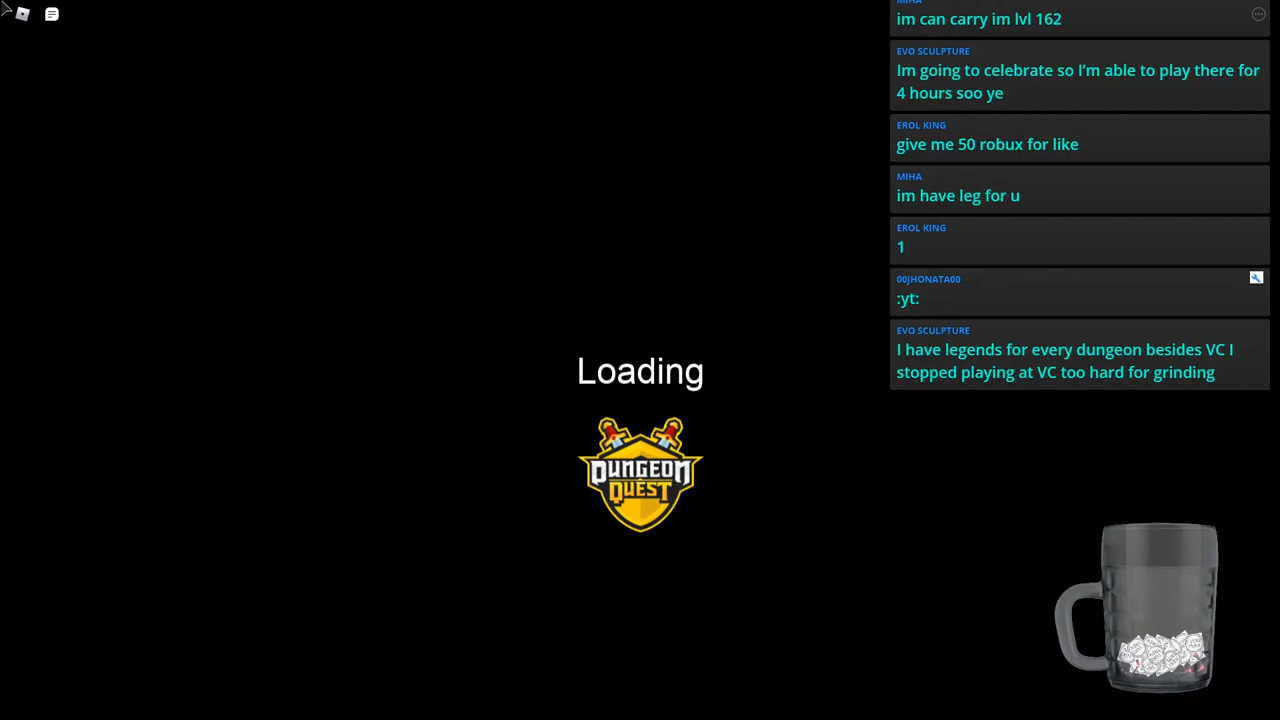 MIHA
im can carry im lvl 162
EVO SCULPTURE
Im going to celebrate so I'm able to play there for
4 hours soo ye
EROL KING
give me 50 robux for like
MIHA
im have leg for u
EROL KING
1
00JHONATA00
:yt:
EVO SCULPTURE
I have legends for every dungeon besides VC I
stopped playing at VC too hard for grinding
Loading
DUNGEON
QUEST